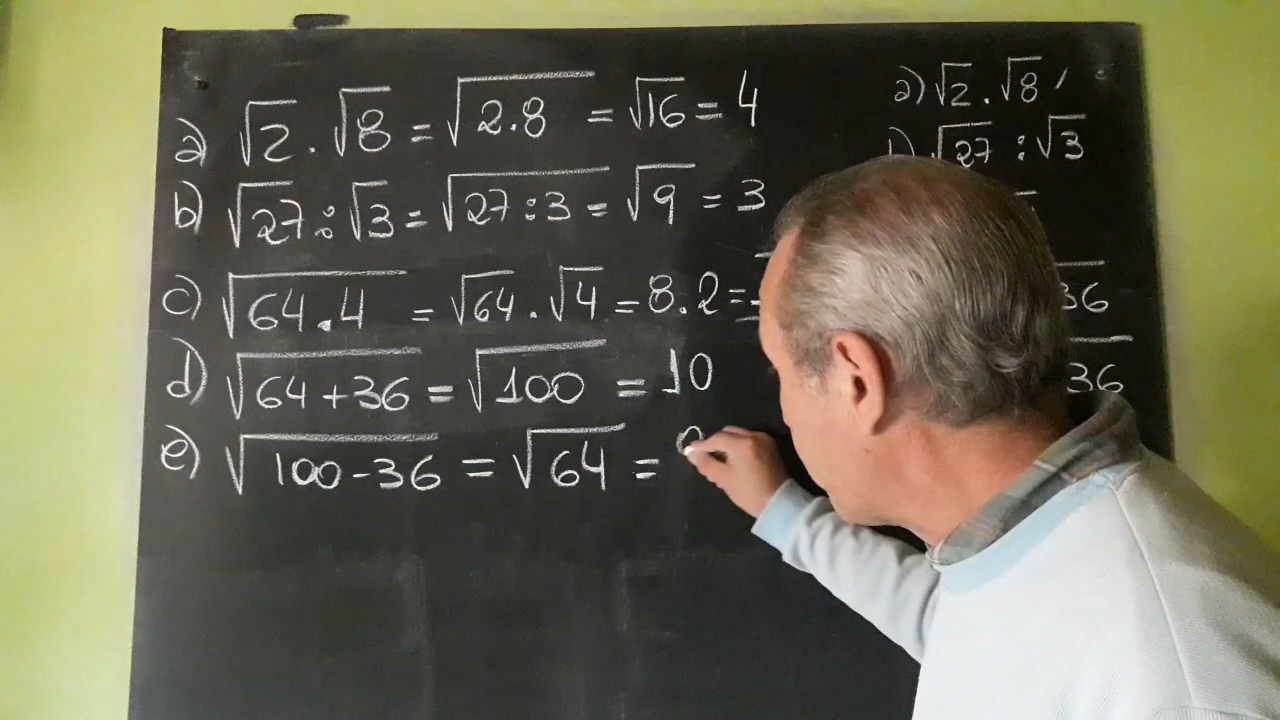 a) √2 . √8 = √2.8 = √16 = 4
b) √27 : √3 = √27:3 = √9 = 3
c) √64.4 = √64 . √4 = 8.2 =
d) √64+36 = √100 = 10
e) √100-36 = √64 =
a) √2 . √8
√27 : √3
36
36